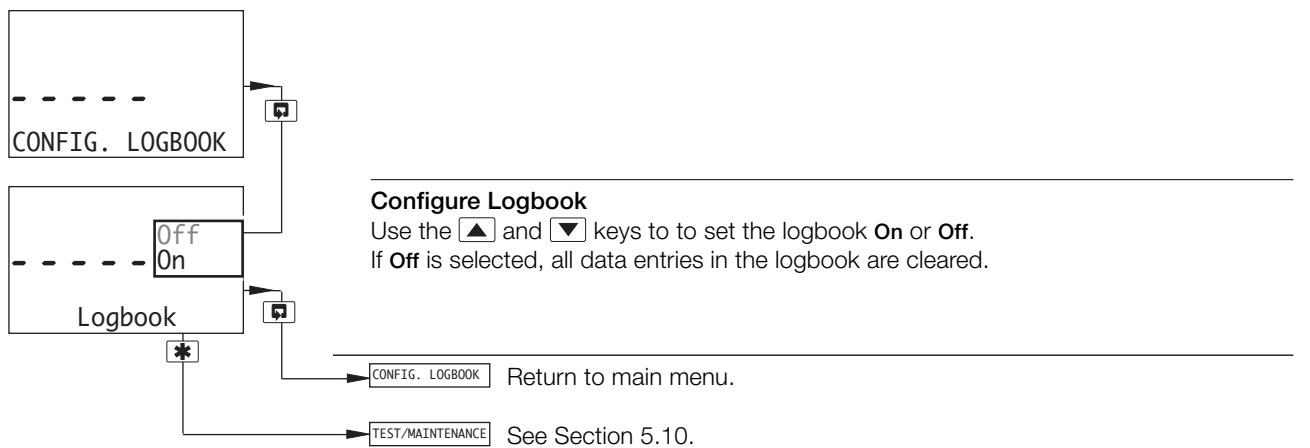 - - - - -
CONFIG. LOGBOOK
- - - - -
Off
On
Logbook
Configure Logbook
Use the ▲ and ▼ keys to to set the logbook On or Off.
If Off is selected, all data entries in the logbook are cleared.
CONFIG. LOGBOOK Return to main menu.
TEST/MAINTENANCE See Section 5.10.